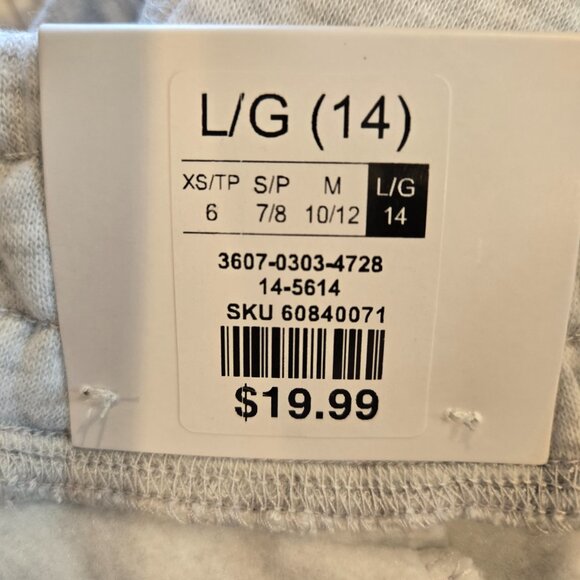 L/G (14)
XS/TP S/P M L/G
6 7/8 10/12 14
3607-0303-4728
14-5614
SKU 60840071
$19.99